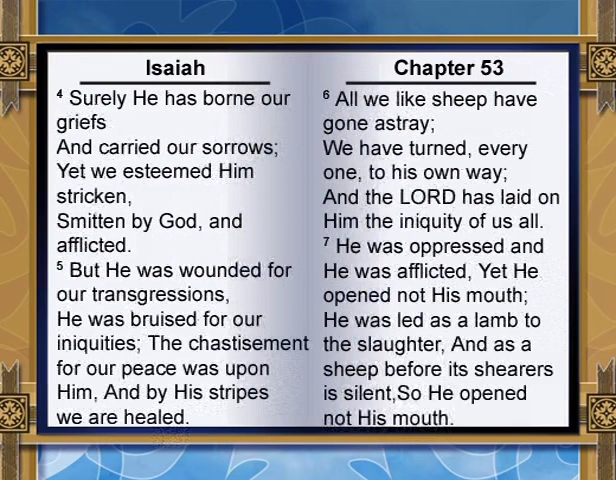 Isaiah
⁴ Surely He has borne our
griefs
And carried our sorrows;
Yet we esteemed Him
stricken,
Smitten by God, and
afflicted.
⁵ But He was wounded for
our transgressions,
He was bruised for our
iniquities; The chastisement
for our peace was upon
Him, And by His stripes
we are healed.
Chapter 53
⁶ All we like sheep have
gone astray;
We have turned, every
one, to his own way;
And the LORD has laid on
Him the iniquity of us all.
⁷ He was oppressed and
He was afflicted, Yet He
opened not His mouth;
He was led as a lamb to
the slaughter, And as a
sheep before its shearers
is silent,So He opened
not His mouth.